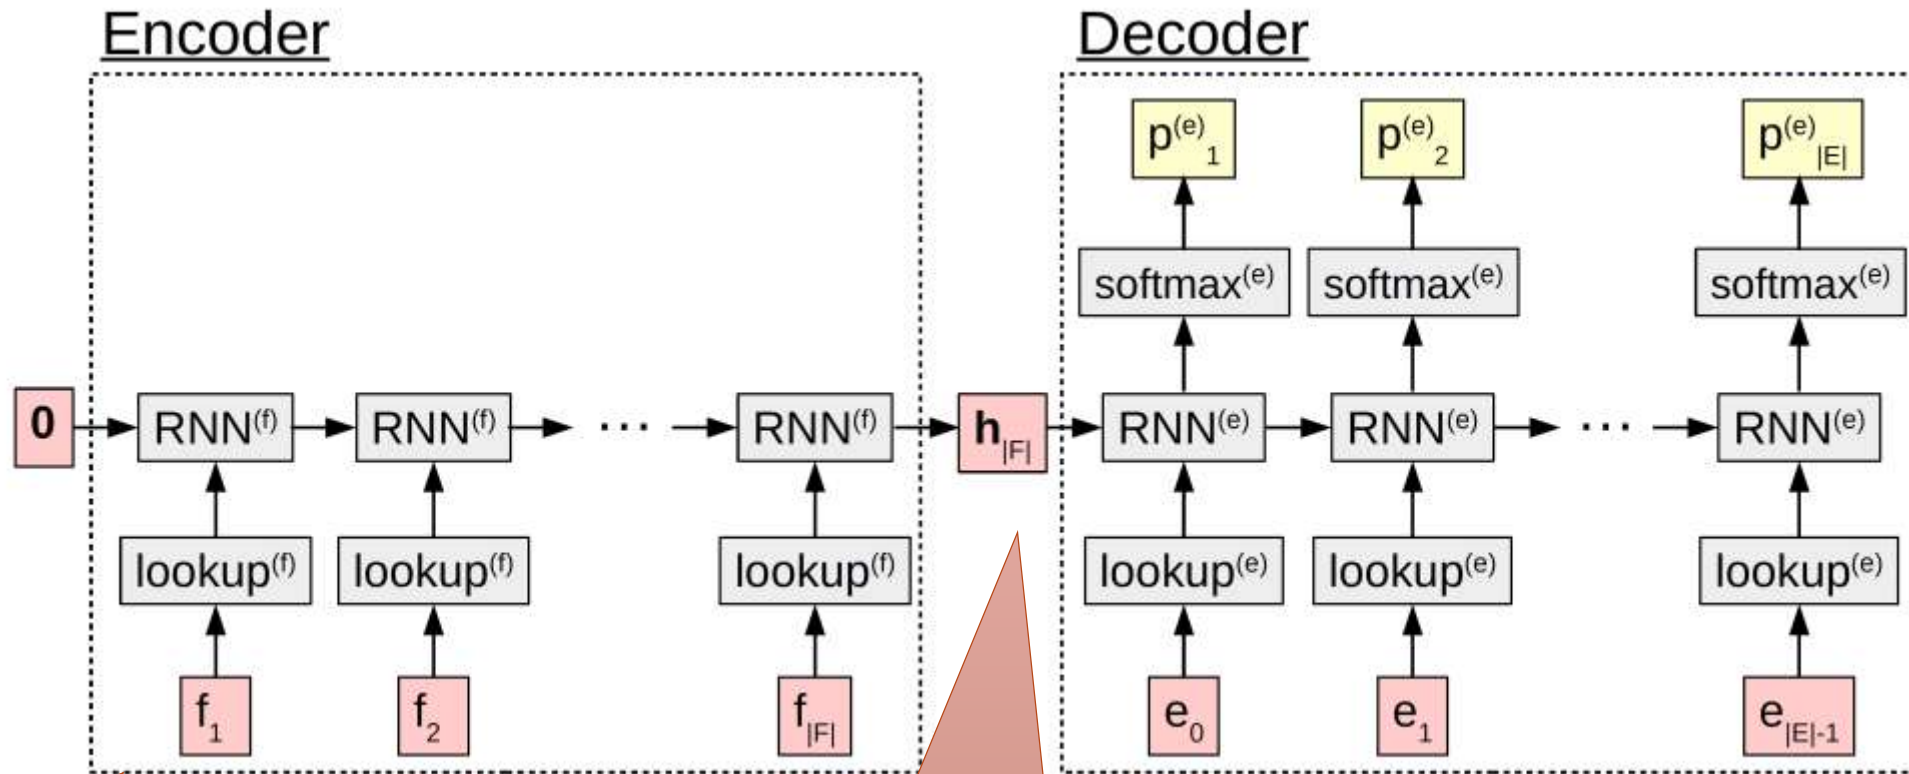 Encoder Decoder
p(e)1 p(e)2 p(e)|E|
softmax(e) softmax(e) softmax(e)
0 RNN(f) RNN(f) ... RNN(f) h|F| RNN(e) RNN(e) ... RNN(e)
lookup(f) lookup(f) lookup(f) lookup(e) lookup(e) lookup(e)
f1 f2 f|F| e0 e1 e|E|-1